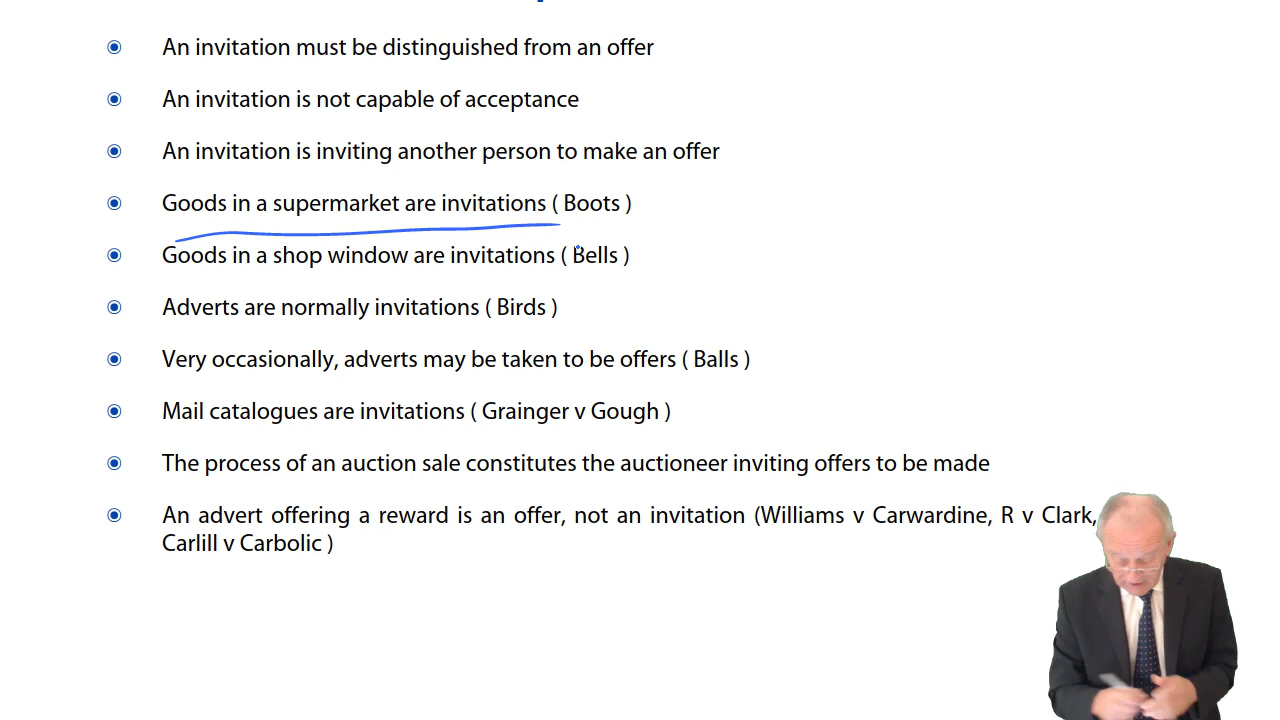 An invitation must be distinguished from an offer
An invitation is not capable of acceptance
An invitation is inviting another person to make an offer
Goods in a supermarket are invitations ( Boots )
Goods in a shop window are invitations ( Bells )
Adverts are normally invitations ( Birds )
Very occasionally, adverts may be taken to be offers ( Balls )
Mail catalogues are invitations ( Grainger v Gough )
The process of an auction sale constitutes the auctioneer inviting offers to be made
An advert offering a reward is an offer, not an invitation (Williams v Carwardine, R v Clark,
Carlill v Carbolic )